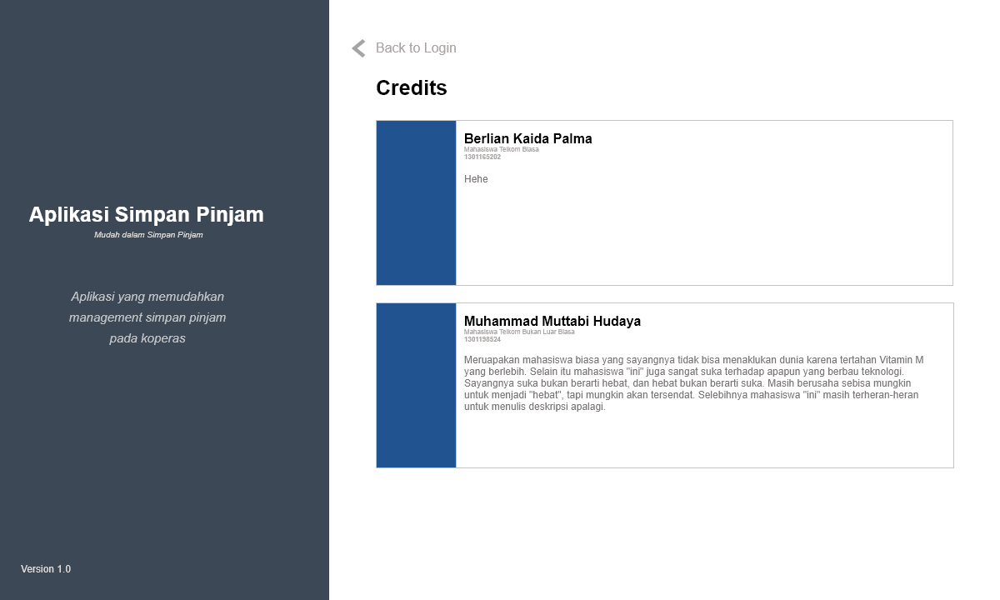 Aplikasi Simpan Pinjam
Mudah dalam Simpan Pinjam
Aplikasi yang memudahkan
management simpan pinjam
pada koperas
Version 1.0
Back to Login
Credits
Berlian Kaida Palma
Mahasiswa Telkom Biasa
1301165202
Hehe
Muhammad Muttabi Hudaya
Mahasiswa Telkom Bukan Luar Biasa
1301198524
Meruapakan mahasiswa biasa yang sayangnya tidak bisa menaklukan dunia karena tertahan Vitamin M
yang berlebih. Selain itu mahasiswa "ini" juga sangat suka terhadap apapun yang berbau teknologi.
Sayangnya suka bukan berarti hebat, dan hebat bukan berarti suka. Masih berusaha sebisa mungkin
untuk menjadi "hebat", tapi mungkin akan tersendat. Selebihnya mahasiswa "ini" masih terheran-heran
untuk menulis deskripsi apalagi.